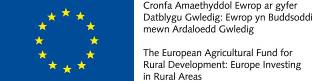 Cronfa Amaethyddol Ewrop ar gyfer
Datblygu Gwledig: Ewrop yn Buddsoddi
mewn Ardaloedd Gwledig
The European Agricultural Fund for
Rural Development: Europe Investing
in Rural Areas